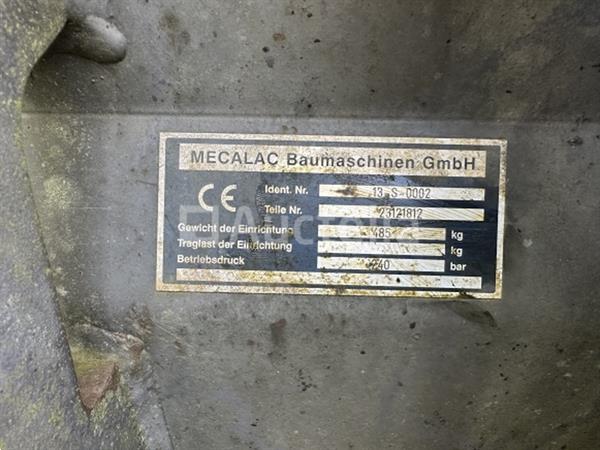 MECALAC Baumaschinen GmbH
CE
Ident. Nr. 13-S-0002
Teile Nr. 23121812
Gewicht der Einrichtung 485 kg
Traglast der Einrichtung kg
Betriebsdruck 240 bar